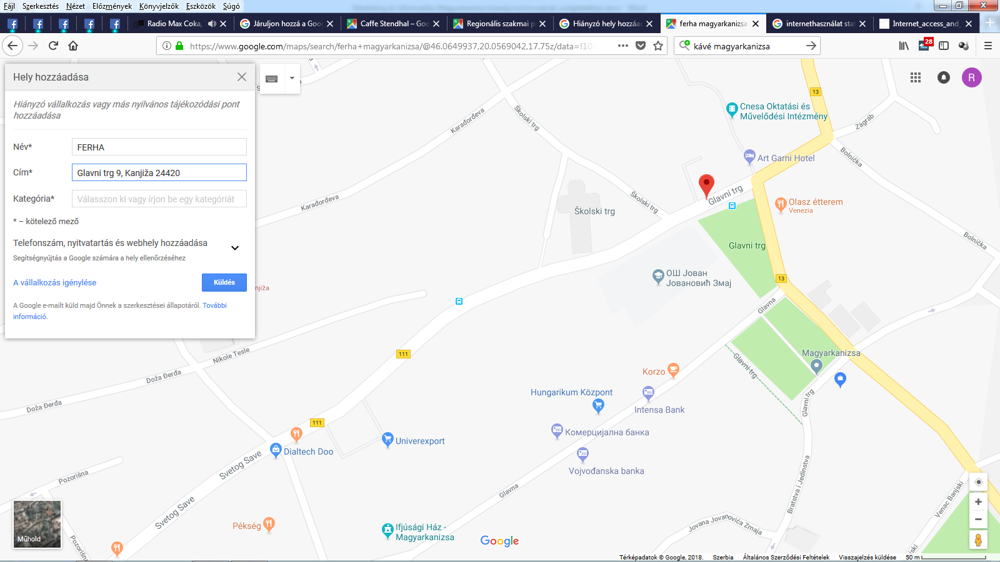 Fájl Szerkesztés Nézet Előzmények Könyvjelzők Eszközök Súgó
Radio Max Coka,
Járuljon hozzá a Goo
Caffe Stendhal – Goo
Regionális szakmai p
Hiányzó hely hozzáa
ferha magyarkanizsa
internethasználat stat
Internet_access_and_
https://www.google.com/maps/search/ferha+magyarkanizsa/@46.0649937,20.0569042,17.75z/data=!10
kávé magyarkanizsa
28
Hely hozzáadása
Hiányzó vállalkozás vagy más nyilvános tájékozódási pont
hozzáadása
Név*
FERHA
Cím*
Glavni trg 9, Kanjiža 24420
Kategória*
Válasszon ki vagy írjon be egy kategóriát
* – kötelező mező
Telefonszám, nyitvatartás és webhely hozzáadása
Segítségnyújtás a Google számára a hely ellenőrzéséhez
A vállalkozás igénylése
Küldés
A Google e-mailt küld majd Önnek a szerkesztései állapotáról. További
információ.
R
13
Cnesa Oktatási és
Művelődési Intézmény
Zágráb
Karađorđeva
Školski trg
Bolnička
Art Garni Hotel
Glavni trg
Karađorđeva
Školski trg
Školski trg
Olasz étterem
Venezia
Bolnička
Glavni trg
ОШ Јован
Јовановић Змај
13
njiža
Glavna
111
Nikole Tesle
Magyarkanizsa
Glavni trg
Korzo
Doža Đerđa
Hungarikum Központ
Glavni trg
Doža Đerđa
Intensa Bank
111
Комерцијална банка
Univerexport
Dialtech Doo
Svetog Save
Vojvođanska banka
Pozorišna
Glavna
Bratstva i Jedinstva
Venac Banjski
Svetog Save
Pékség
Ifjúsági Ház -
Magyarkanizsa
Jovana Jovanovića Zmaja
Műhold
Pozorišna
Google
Térképadatok © Google, 2018. Szerbia Általános Szerződési Feltételek Visszajelzés küldése 50 m